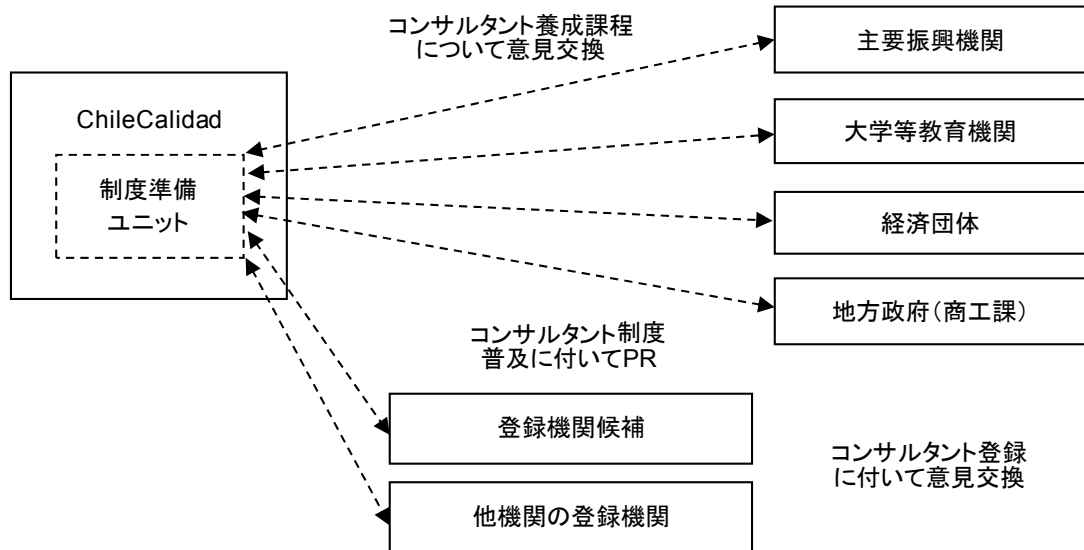 コンサルタント養成課程
について意見交換
主要振興機関
ChileCalidad
大学等教育機関
制度準備
ユニット
経済団体
地方政府（商工課）
コンサルタント制度
普及に付いてPR
登録機関候補
コンサルタント登録
に付いて意見交換
他機関の登録機関